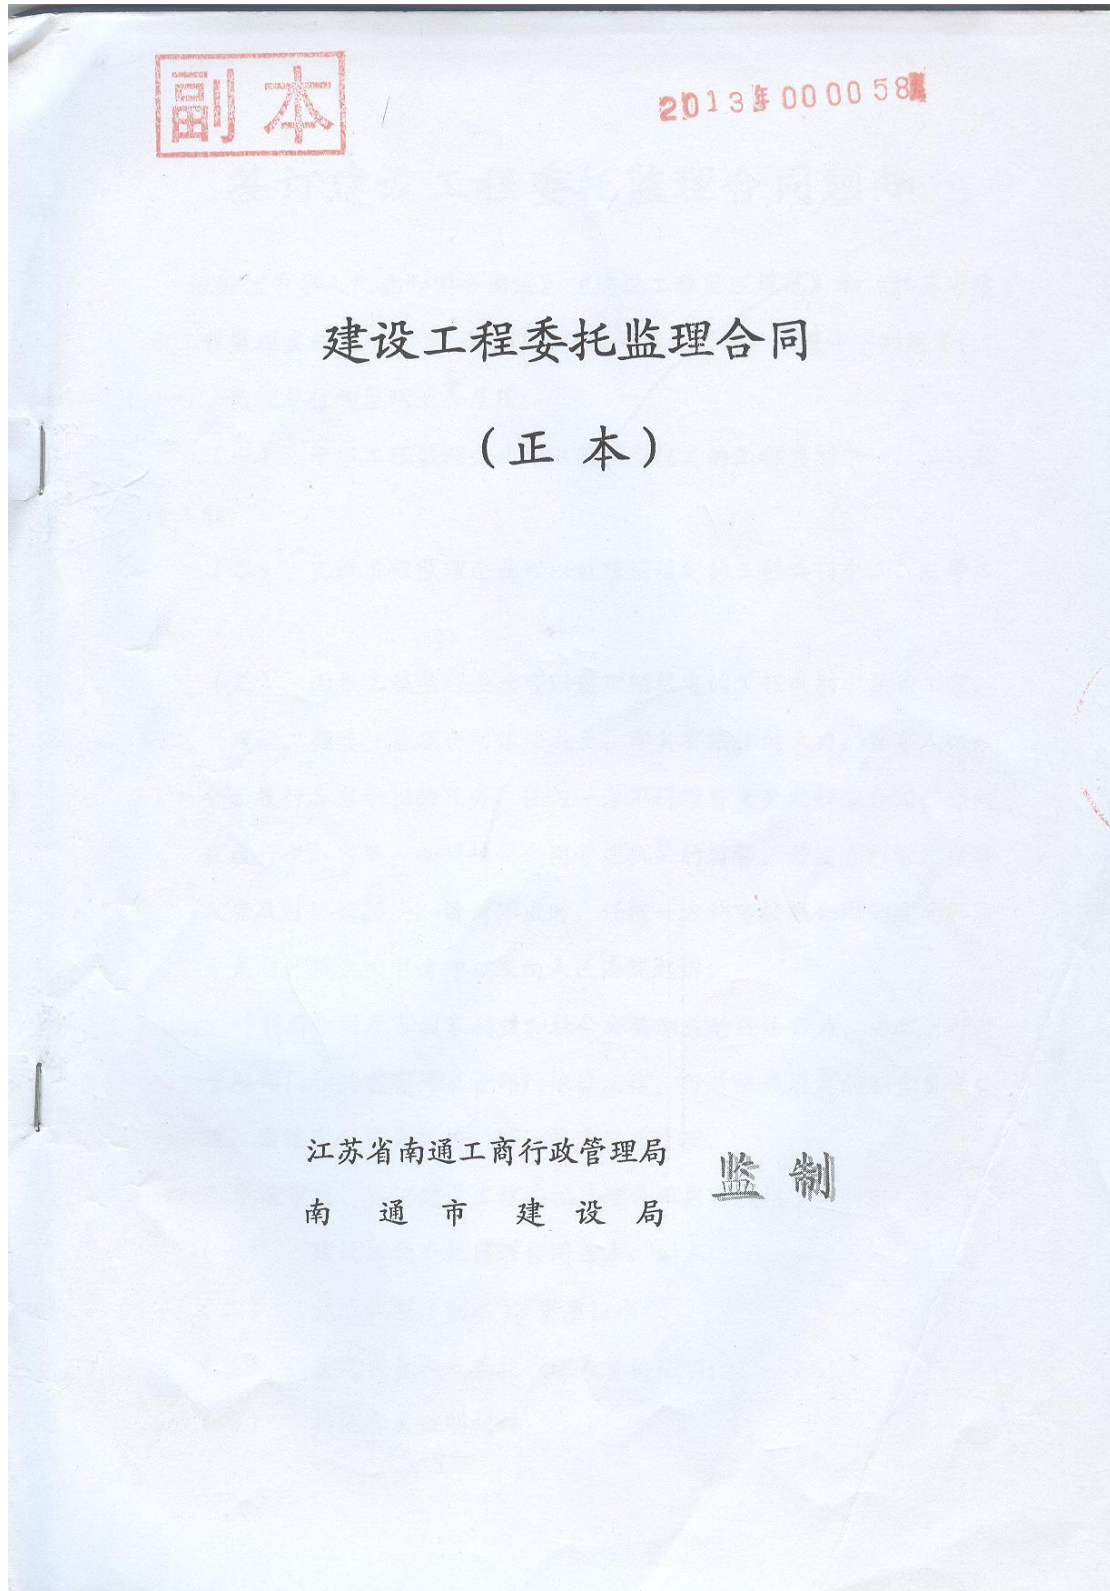 副本
2013年000058
建设工程委托监理合同
（正 本）
江苏省南通工商行政管理局
南 通 市 建 设 局
监 制